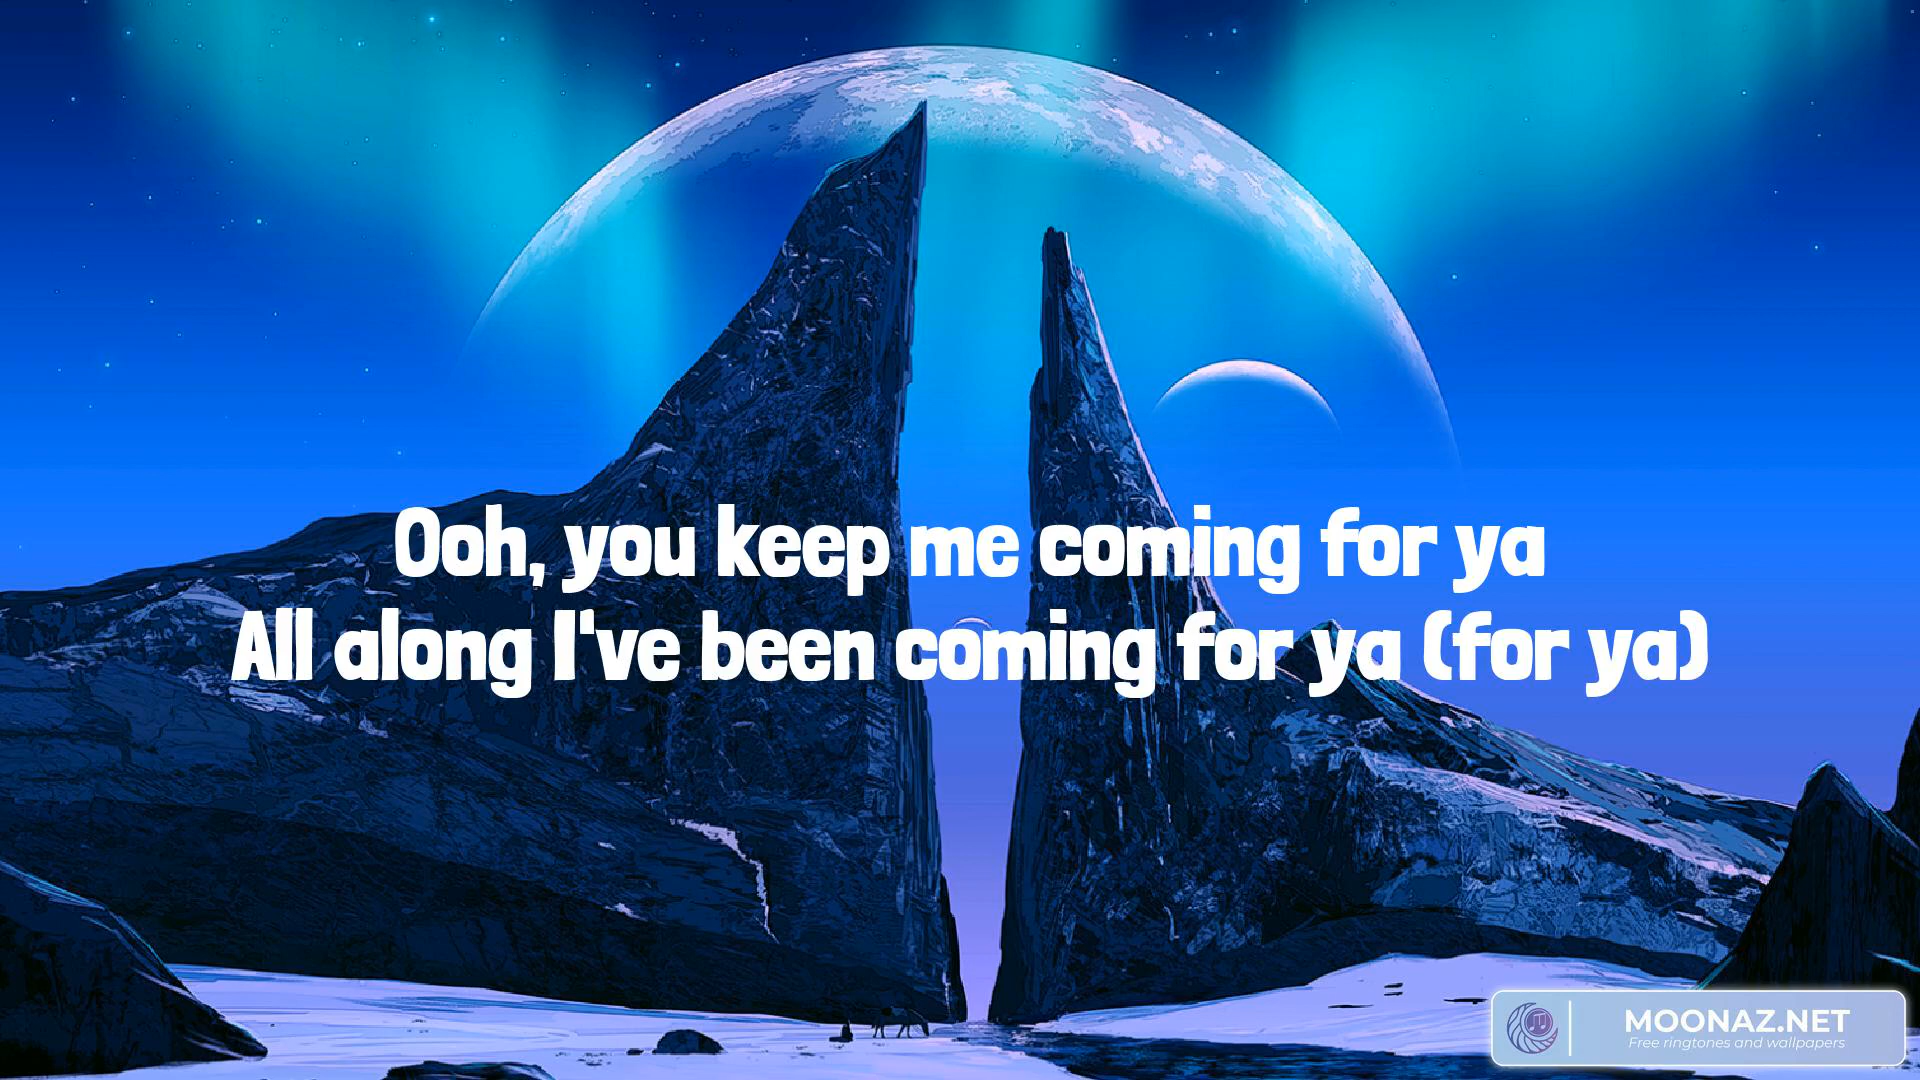 Ooh, you keep me coming for ya
All along I've been coming for ya (for ya)
MOONAZ.NET
Free ringtones and wallpapers